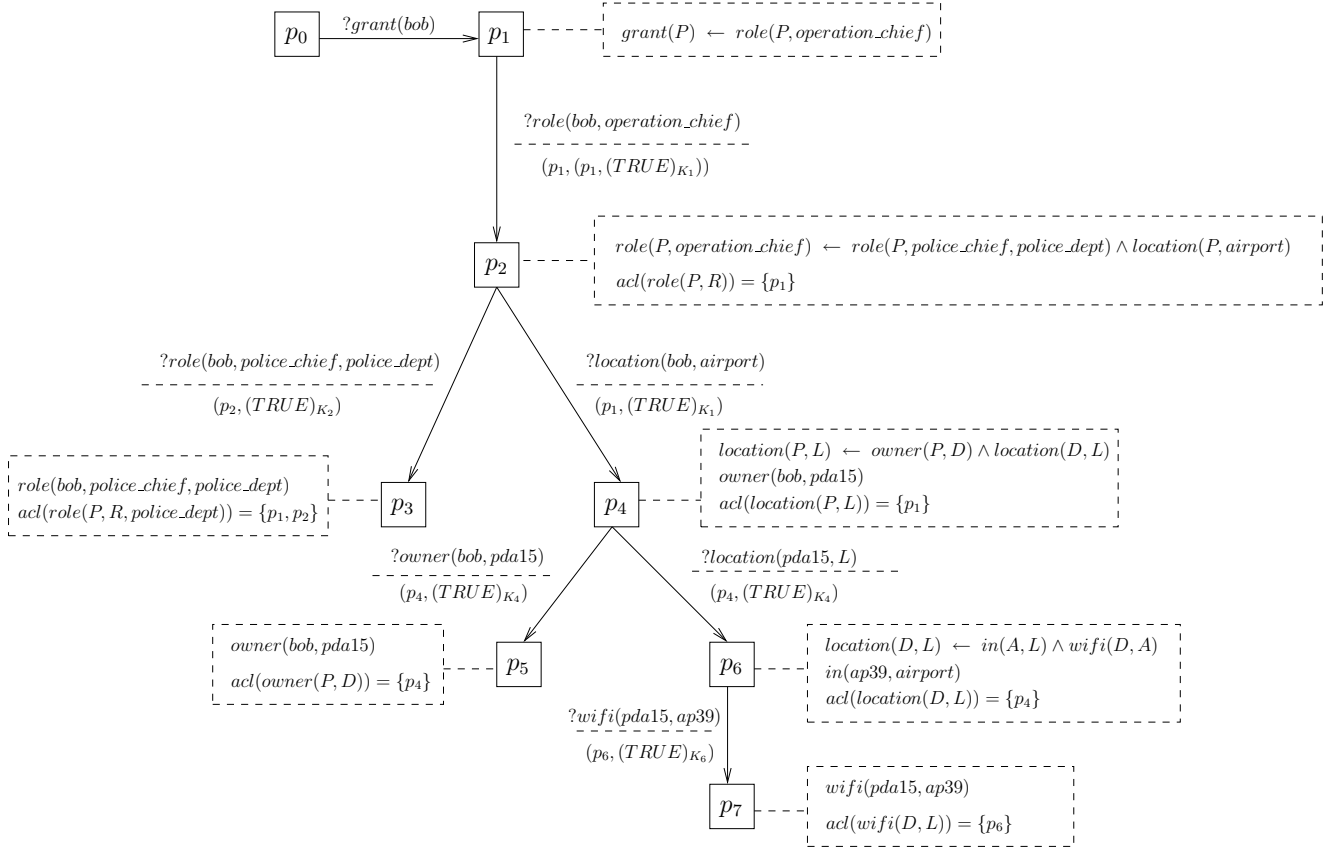 p0
?grant(bob)
p1
grant(P) ← role(P, operation_chief)
?role(bob, operation_chief)
(p1, (p1, (TRUE)K1))
p2
role(P, operation_chief) ← role(P, police_chief, police_dept) ∧ location(P, airport)
acl(role(P, R)) = {p1}
?role(bob, police_chief, police_dept)
(p2, (TRUE)K2)
?location(bob, airport)
(p1, (TRUE)K1)
role(bob, police_chief, police_dept)
acl(role(P, R, police_dept)) = {p1, p2}
p3
p4
location(P, L) ← owner(P, D) ∧ location(D, L)
owner(bob, pda15)
acl(location(P, L)) = {p1}
?owner(bob, pda15)
(p4, (TRUE)K4)
?location(pda15, L)
(p4, (TRUE)K4)
owner(bob, pda15)
acl(owner(P, D)) = {p4}
p5
p6
location(D, L) ← in(A, L) ∧ wifi(D, A)
in(ap39, airport)
acl(location(D, L)) = {p4}
?wifi(pda15, ap39)
(p6, (TRUE)K6)
p7
wifi(pda15, ap39)
acl(wifi(D, L)) = {p6}